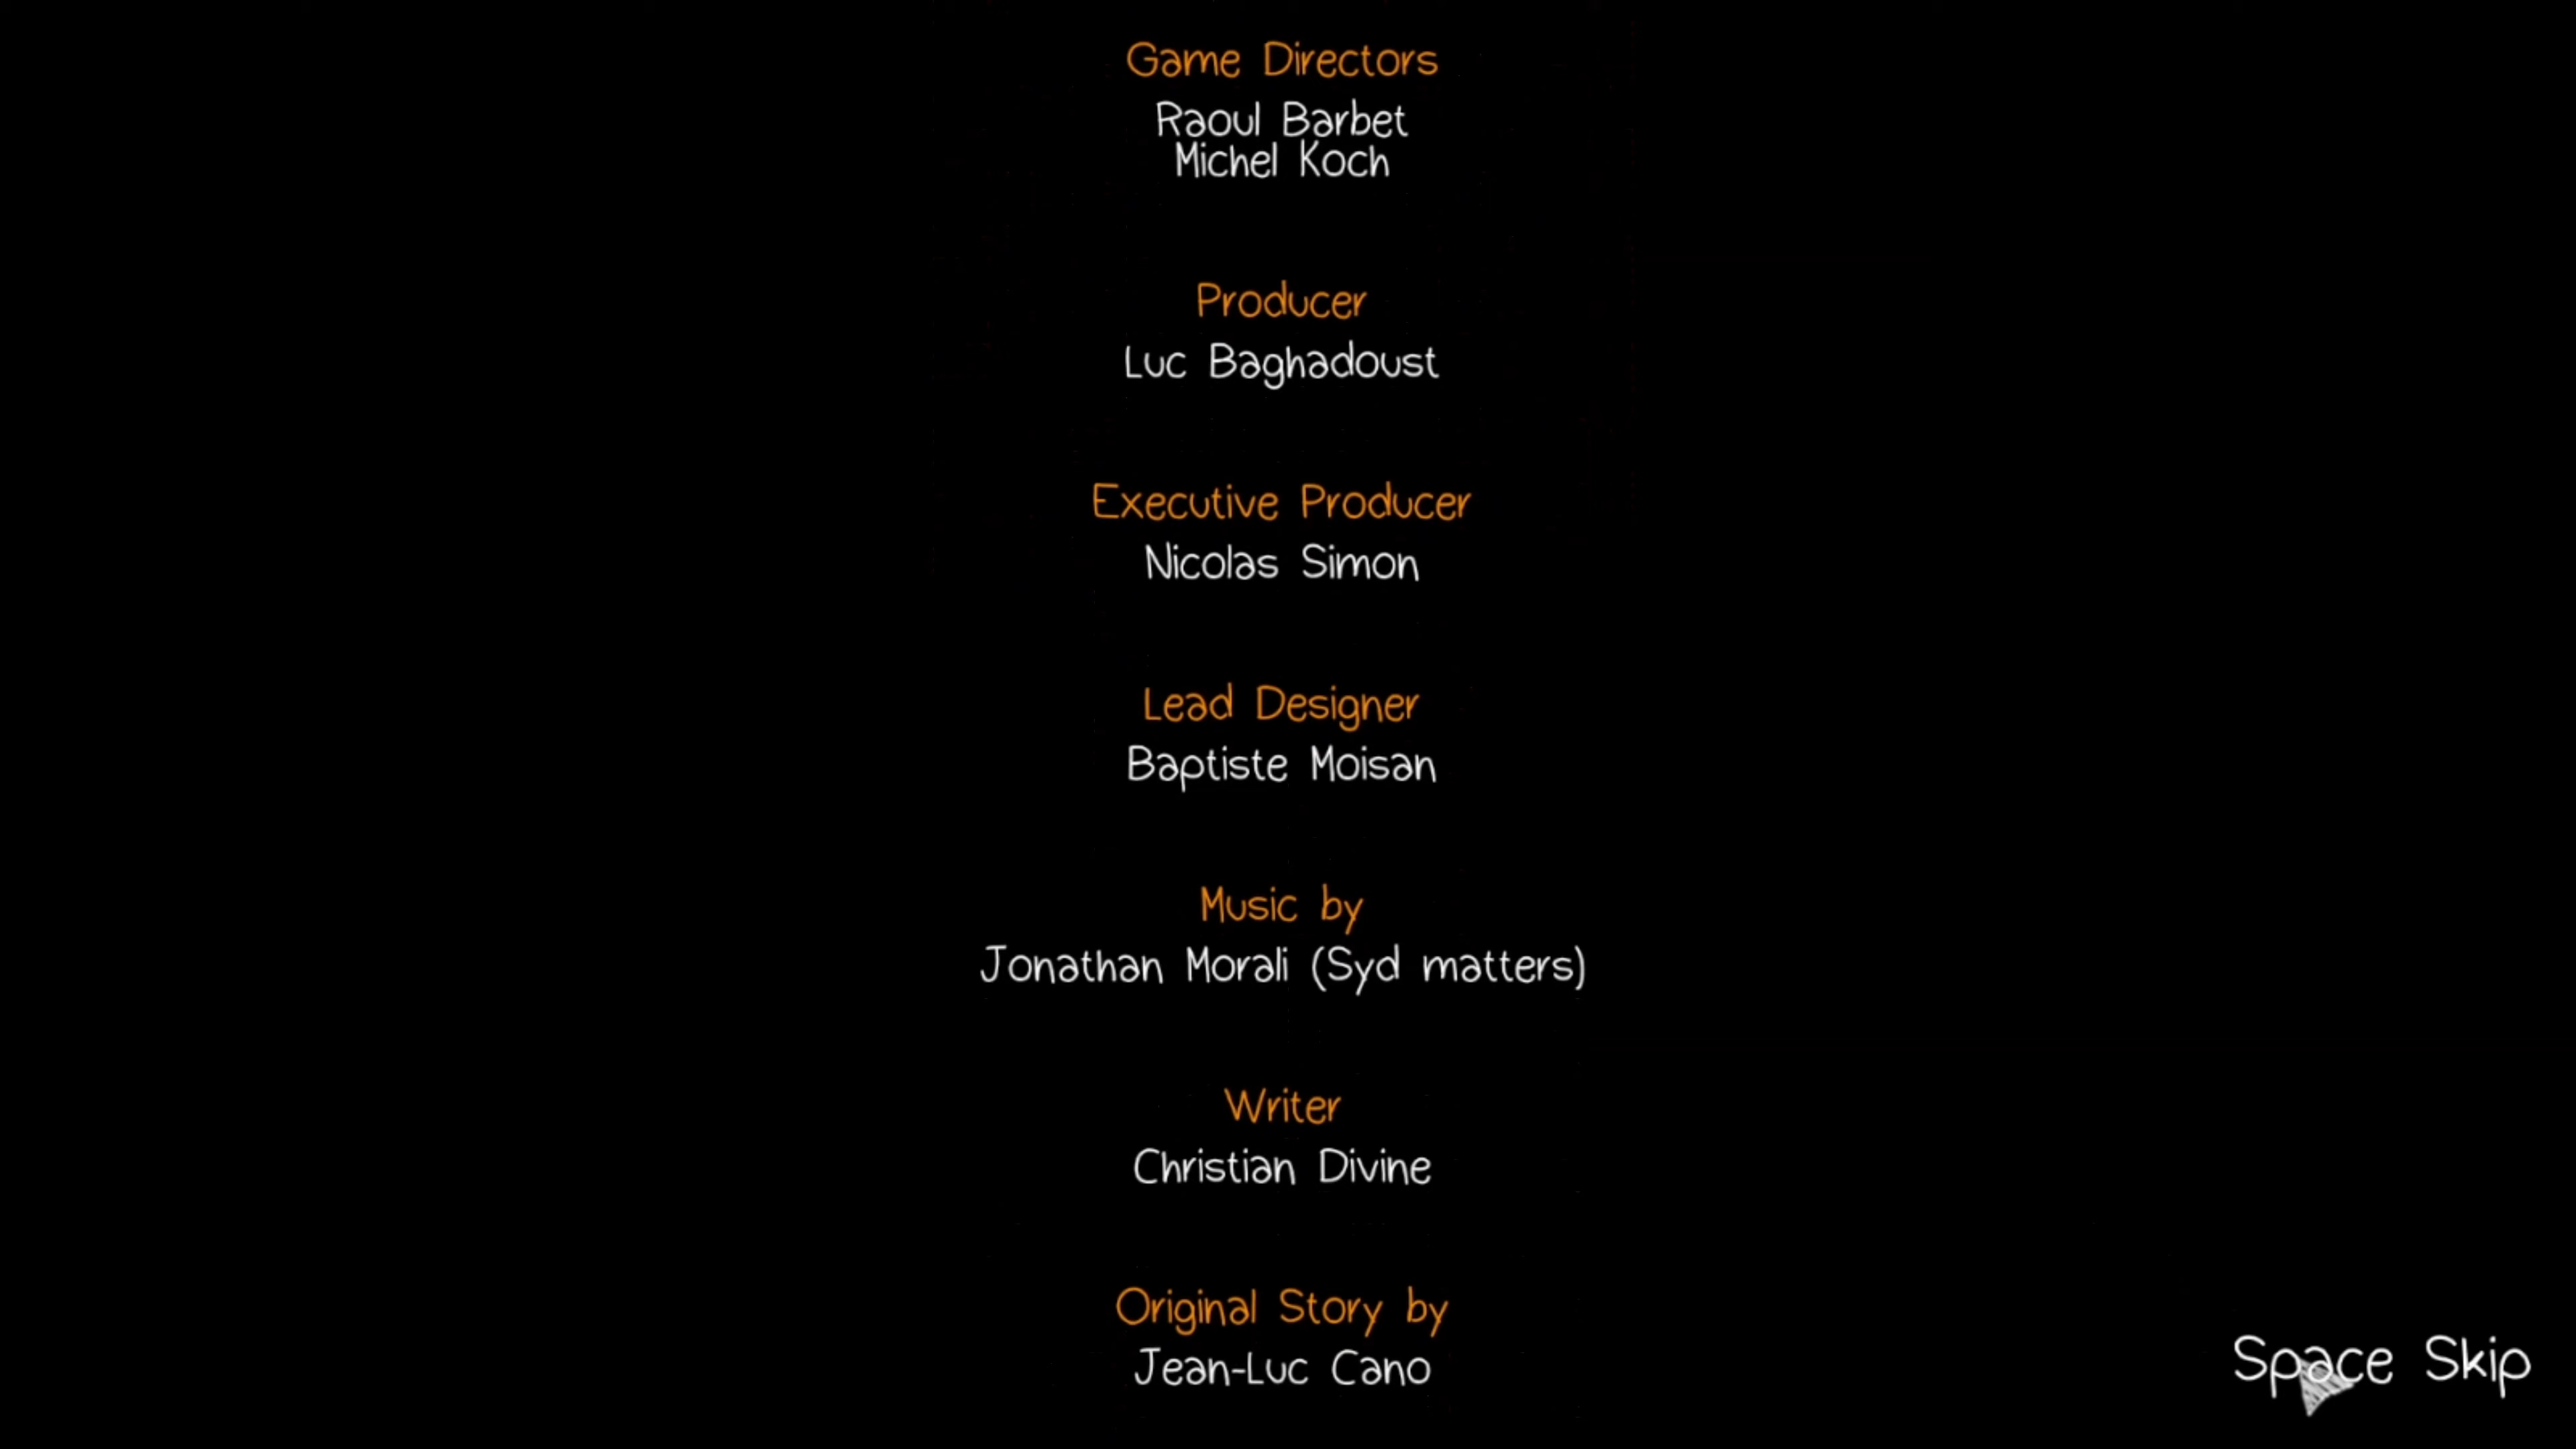 Game Directors
Raoul Barbet
Michel Koch
Producer
Luc Baghadoust
Executive Producer
Nicolas Simon
Lead Designer
Baptiste Moisan
Music by
Jonathan Morali (Syd matters)
Writer
Christian Divine
Original Story by
Jean-Luc Cano
Space Skip